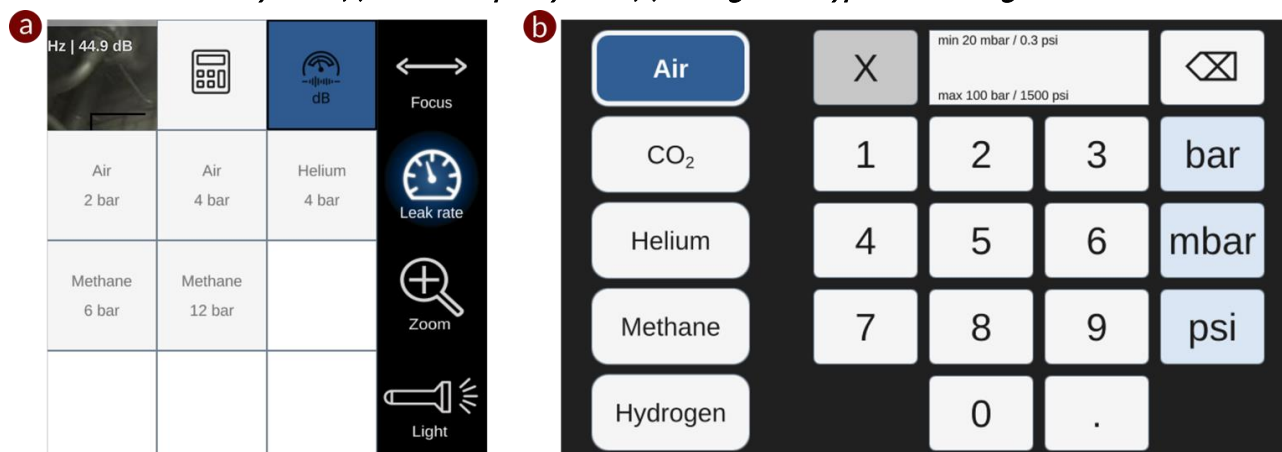 a
Hz | 44.9 dB
dB
Focus
Air
2 bar
Air
4 bar
Helium
4 bar
Leak rate
Methane
6 bar
Methane
12 bar
Zoom
Light
b
Air
X
min 20 mbar / 0.3 psi
max 100 bar / 1500 psi
CO₂
1
2
3
bar
Helium
4
5
6
mbar
Methane
7
8
9
psi
Hydrogen
0
.